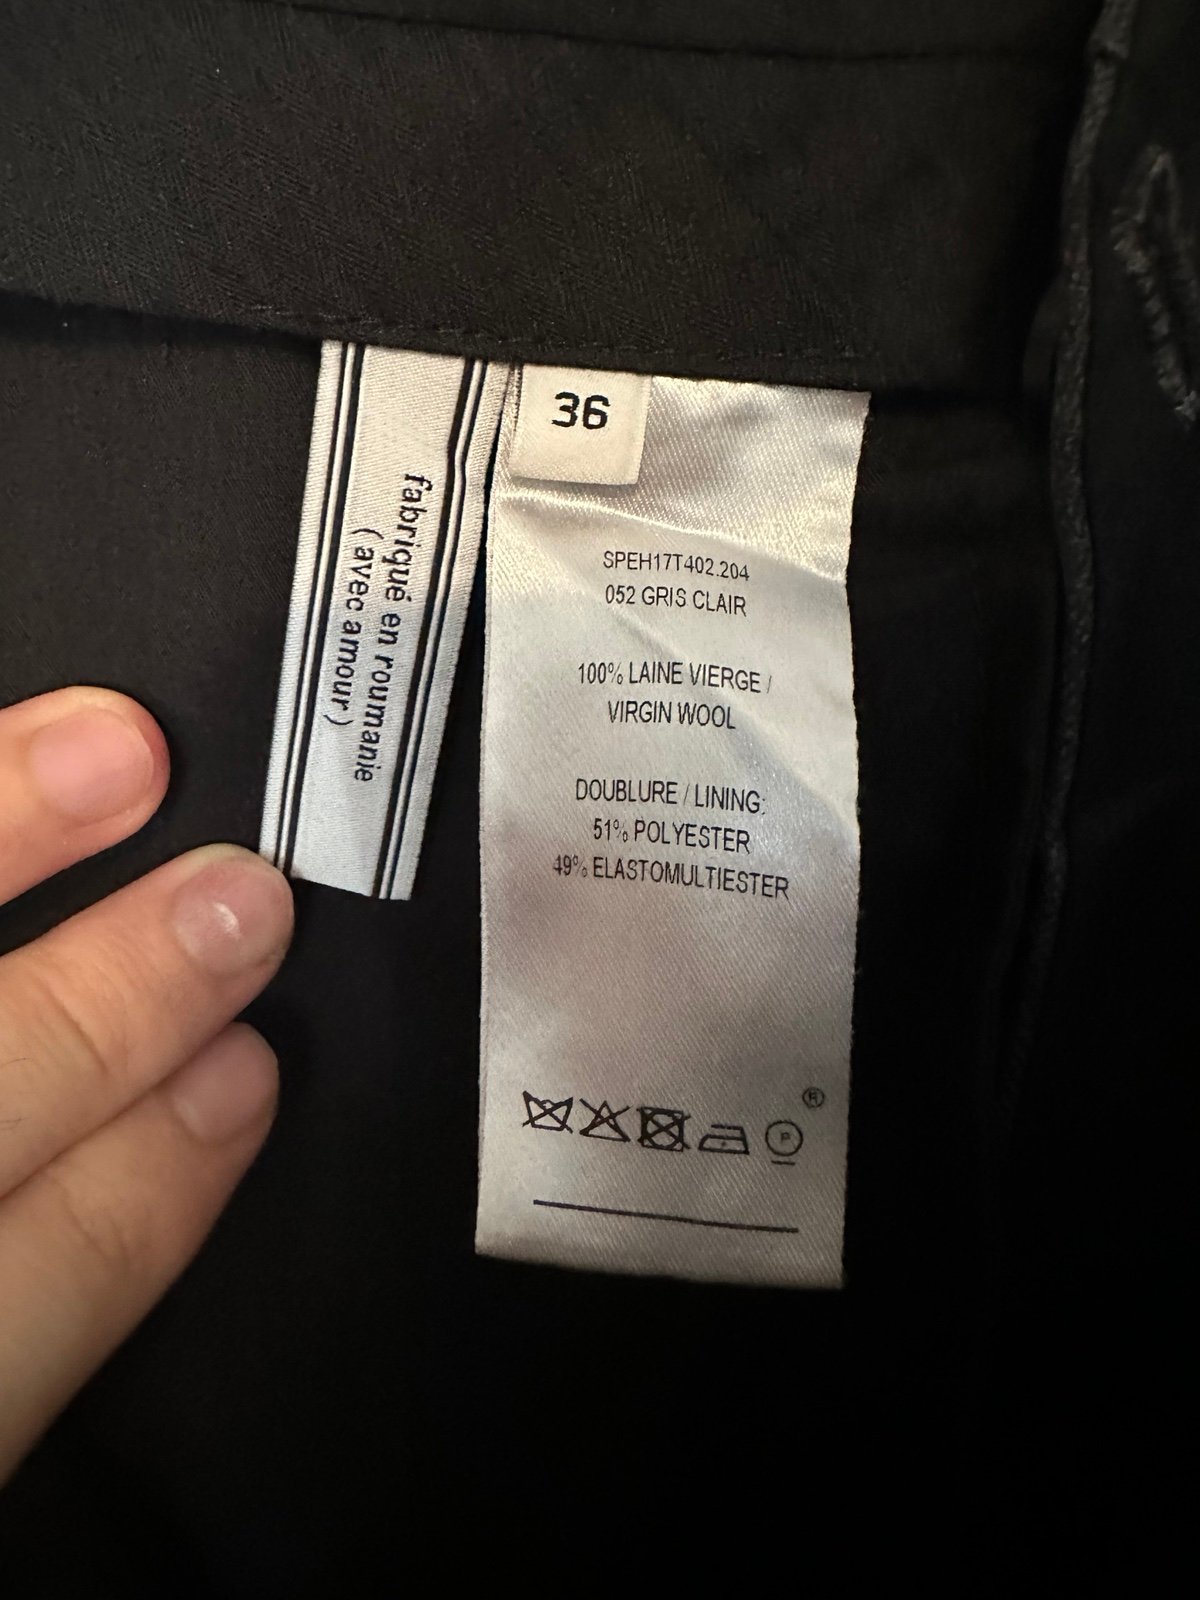 fabriqué en roumanie
( avec amour )
36
SPEH17T402.204
052 GRIS CLAIR
100% LAINE VIERGE /
VIRGIN WOOL
DOUBLURE / LINING:
51% POLYESTER
49% ELASTOMULTIESTER
®
P